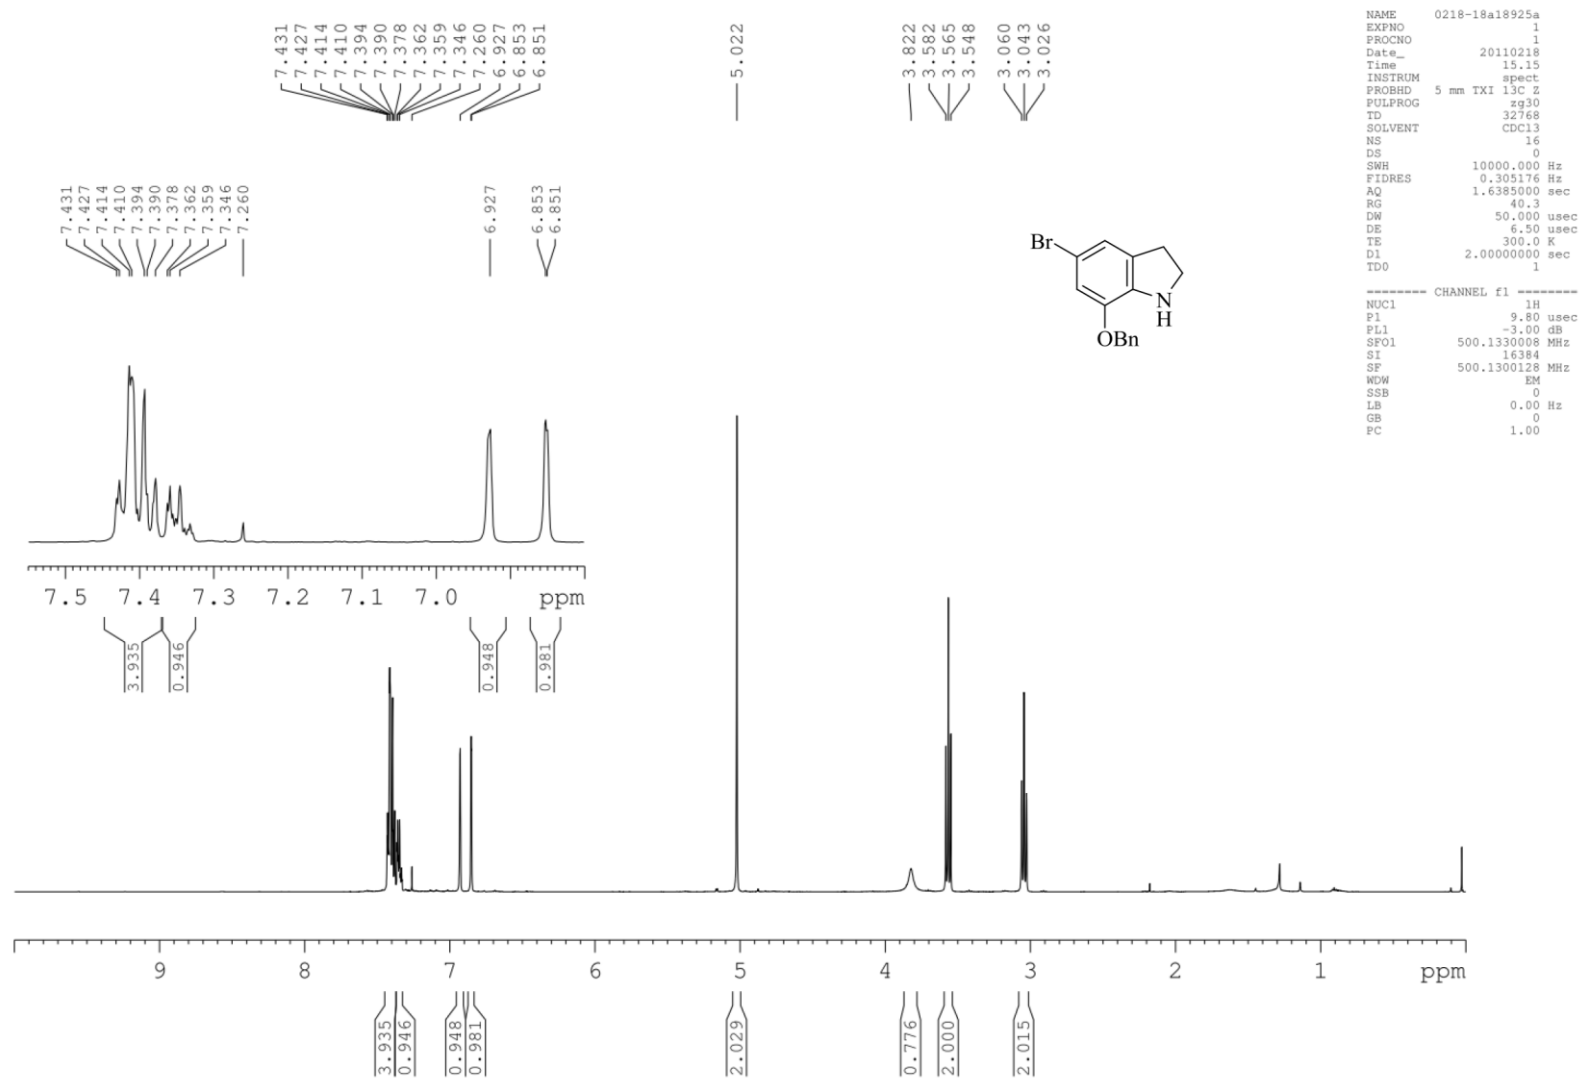 7.431
7.427
7.414
7.410
7.394
7.390
7.378
7.362
7.359
7.346
7.260
6.927
6.853
6.851
5.022
3.822
3.582
3.565
3.548
3.060
3.043
3.026
NAME 0218-18a18925a
EXPNO 1
PROCNO 1
Date_ 20110218
Time 15.15
INSTRUM spect
PROBHD 5 mm TXI 13C Z
PULPROG zg30
TD 32768
SOLVENT CDCl3
NS 16
DS 0
SWH 10000.000 Hz
FIDRES 0.305176 Hz
AQ 1.6385000 sec
RG 40.3
DW 50.000 usec
DE 6.50 usec
TE 300.0 K
D1 2.00000000 sec
TD0 1
======== CHANNEL f1 ========
NUC1 1H
P1 9.80 usec
PL1 -3.00 dB
SFO1 500.1330008 MHz
SI 16384
SF 500.1300128 MHz
WDW EM
SSB 0
LB 0.00 Hz
GB 0
PC 1.00
7.431
7.427
7.414
7.410
7.394
7.390
7.378
7.362
7.359
7.346
7.260
6.927
6.853
6.851
Br
N
H
OBn
7.5 7.4 7.3 7.2 7.1 7.0 ppm
3.935
0.946
0.948
0.981
9 8 7 6 5 4 3 2 1 ppm
3.935
0.946
0.948
0.981
2.029
0.776
2.000
2.015